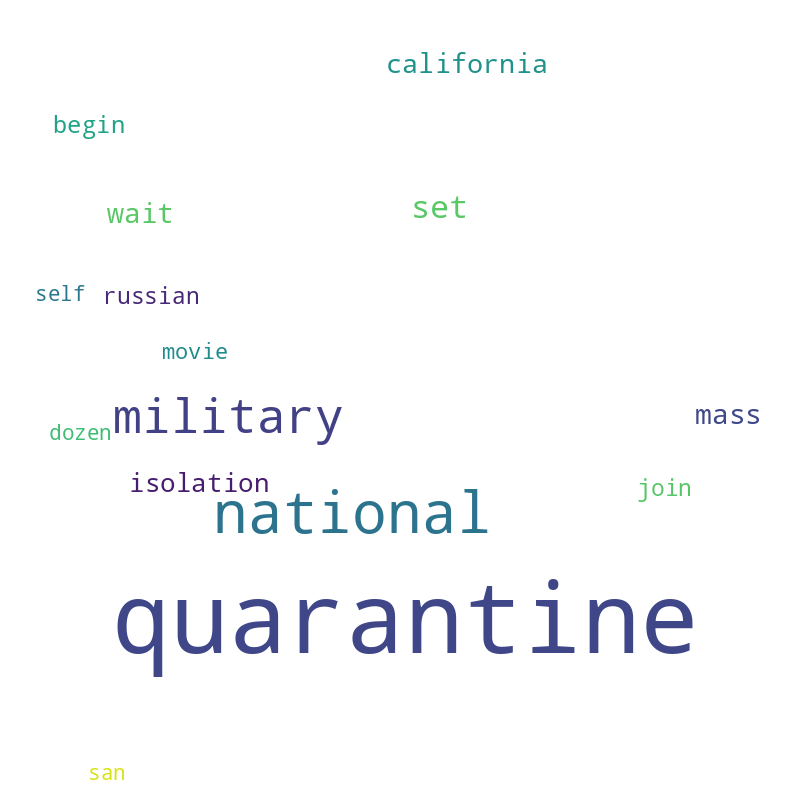 california
begin
wait
set
self
russian
movie
military
mass
dozen
isolation
join
national
quarantine
san